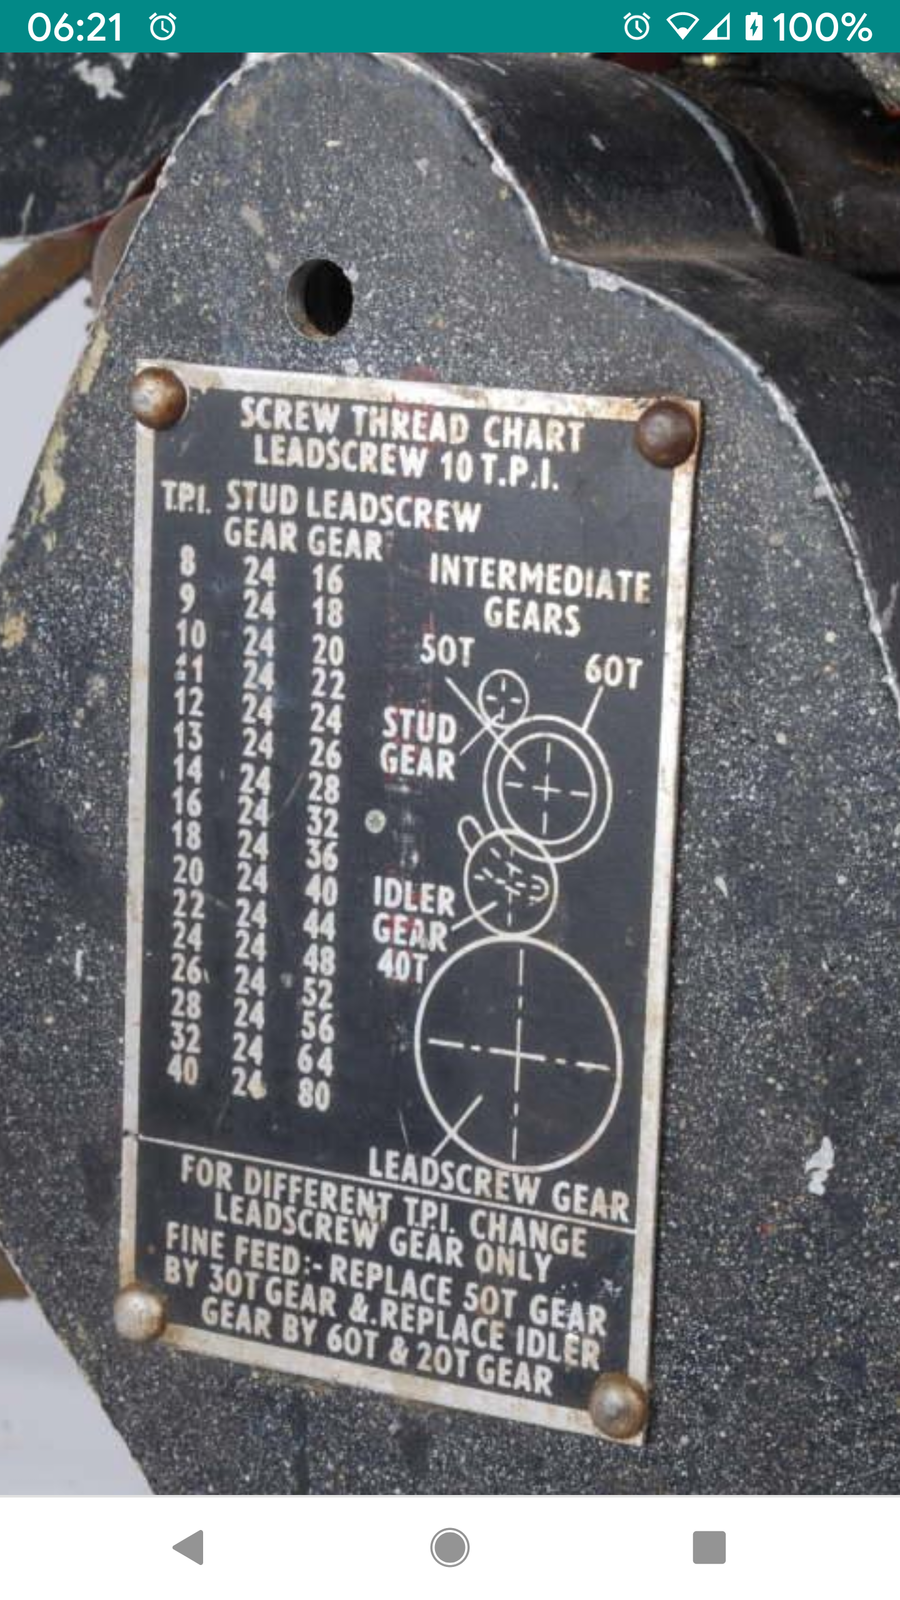 06:21
100%
SCREW THREAD CHART
LEADSCREW 10 T.P.I.
T.P.I. STUD LEADSCREW
GEAR GEAR
8 24 16
9 24 18
10 24 20
11 24 22
12 24 24
13 24 26
14 24 28
16 24 32
18 24 36
20 24 40
22 24 44
24 24 48
26 24 52
28 24 56
32 24 64
40 24 80
INTERMEDIATE
GEARS
50T
60T
STUD
GEAR
IDLER
GEAR
40T
LEADSCREW GEAR
FOR DIFFERENT T.P.I. CHANGE
LEADSCREW GEAR ONLY
FINE FEED:- REPLACE 50T GEAR
BY 30T GEAR &.REPLACE IDLER
GEAR BY 60T & 20T GEAR